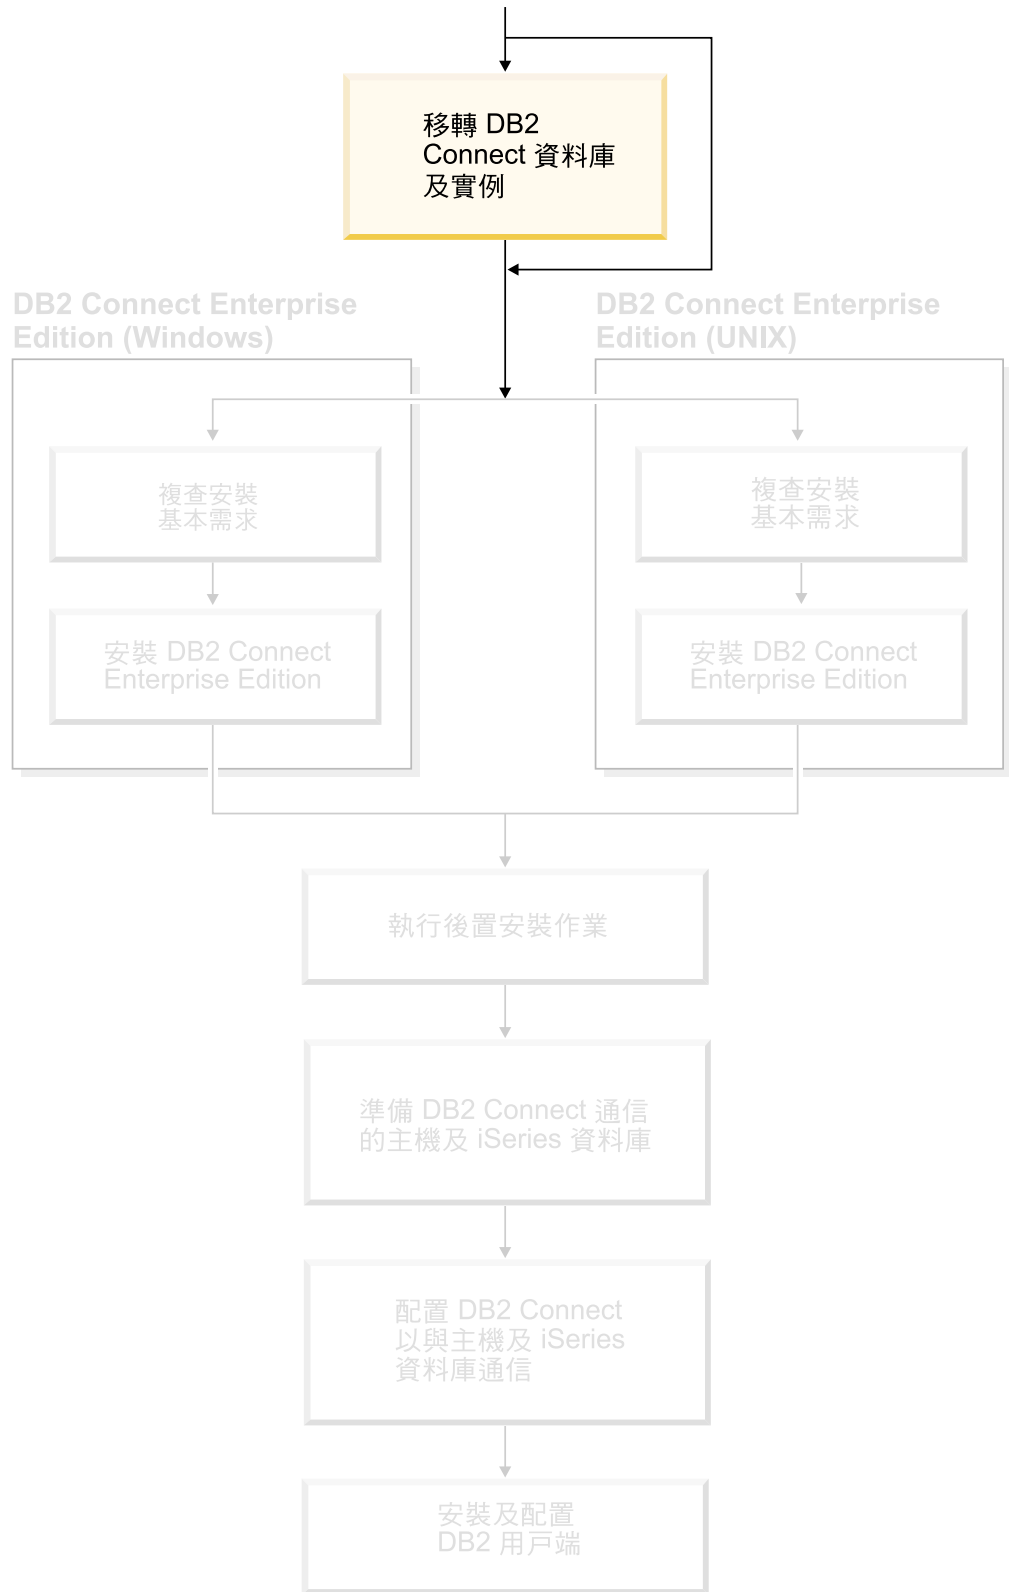 移轉 DB2
Connect 資料庫
及實例
DB2 Connect Enterprise
Edition (Windows)
DB2 Connect Enterprise
Edition (UNIX)
複查安裝
基本需求
複查安裝
基本需求
安裝 DB2 Connect
Enterprise Edition
安裝 DB2 Connect
Enterprise Edition
執行後置安裝作業
準備 DB2 Connect 通信
的主機及 iSeries 資料庫
配置 DB2 Connect
以與主機及 iSeries
資料庫通信
安裝及配置
DB2 用戶端